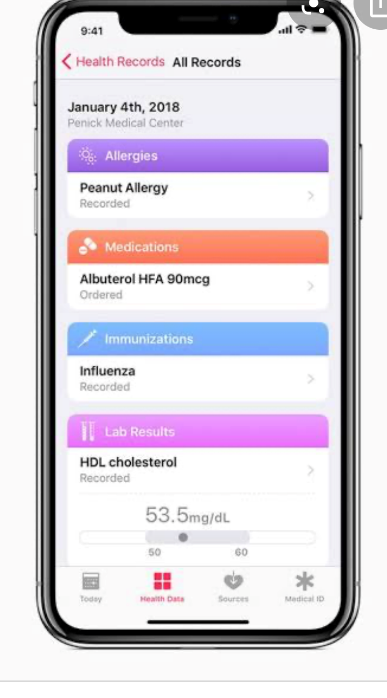 9:41
Health Records All Records
January 4th, 2018
Penick Medical Center
Allergies
Peanut Allergy
Recorded
Medications
Albuterol HFA 90mcg
Ordered
Immunizations
Influenza
Recorded
Lab Results
HDL cholesterol
Recorded
53.5mg/dL
50 60
Today Health Data Sources Medical ID